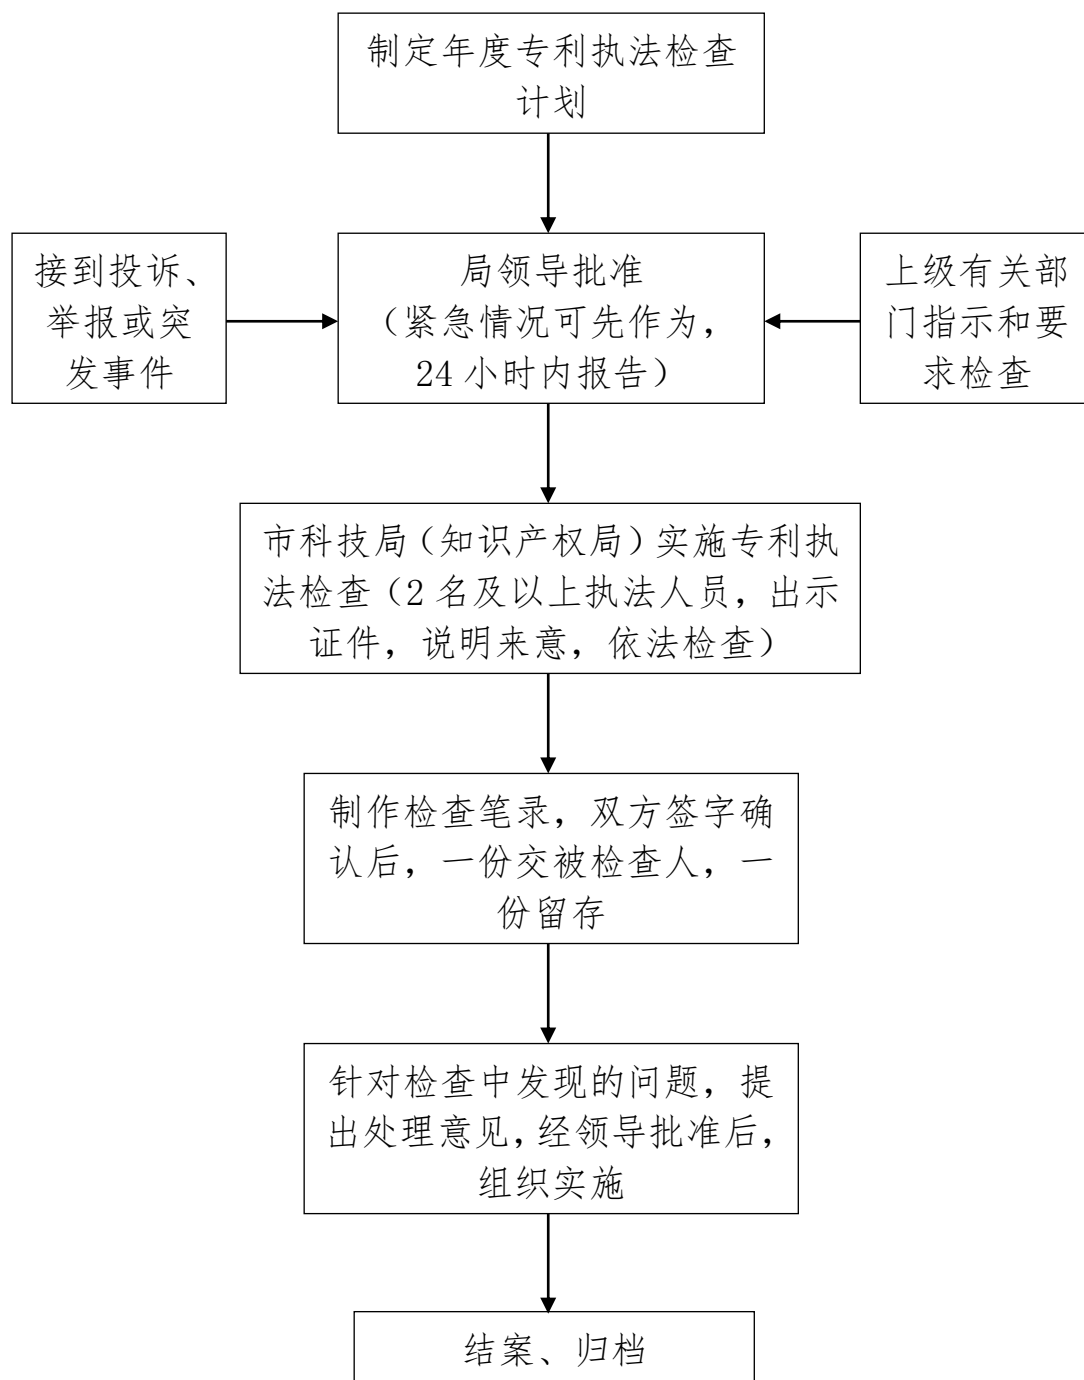 制定年度专利执法检查
计划
接到投诉、
举报或突
发事件
局领导批准
（紧急情况可先作为，
24 小时内报告）
上级有关部
门指示和要
求检查
市科技局（知识产权局）实施专利执
法检查（2 名及以上执法人员，出示
证件，说明来意，依法检查）
制作检查笔录，双方签字确
认后，一份交被检查人，一
份留存
针对检查中发现的问题，提
出处理意见，经领导批准后，
组织实施
结案、归档